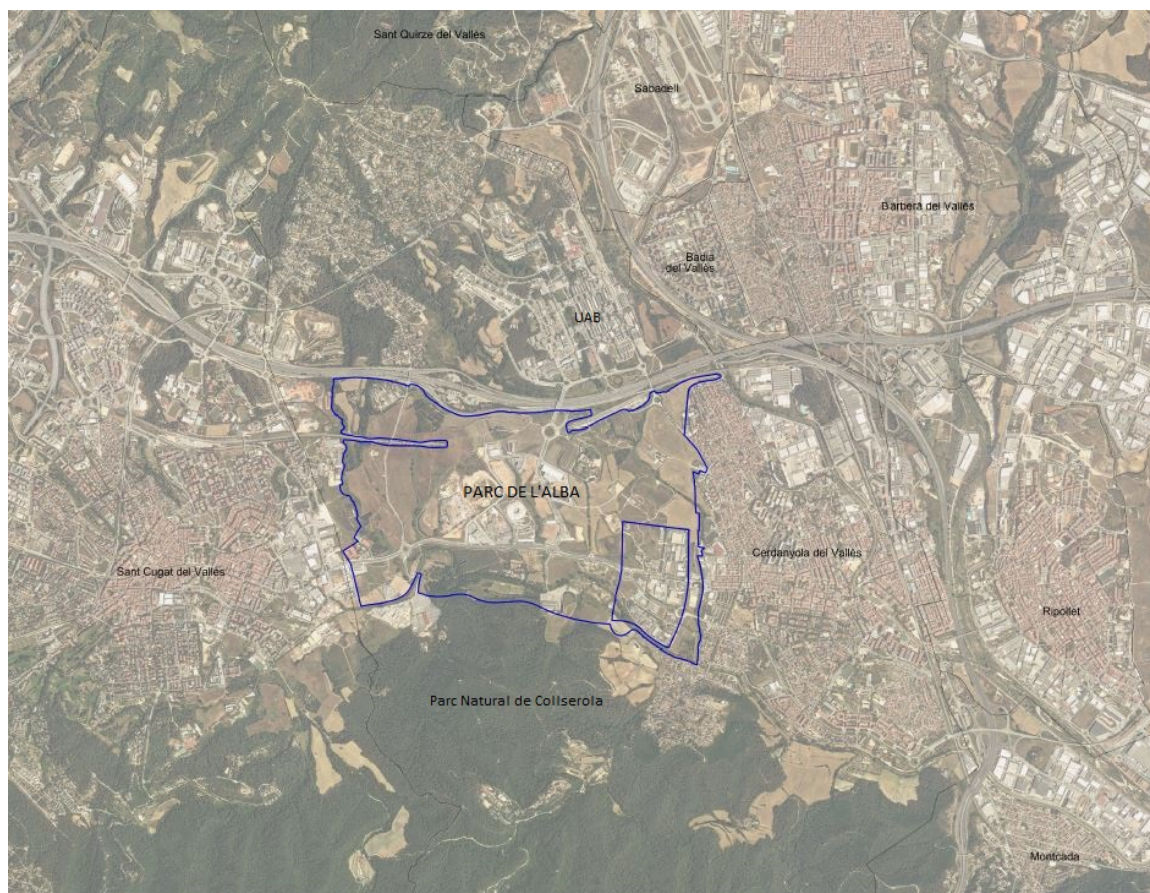 Sant Quirze del Vallès
Sabadell
Barberà del Vallès
Badia
del Vallès
UAB
PARC DE L'ALBA
Cerdanyola del Vallès
Sant Cugat del Vallés
Ripollet
Parc Natural de Collserola
Montcada